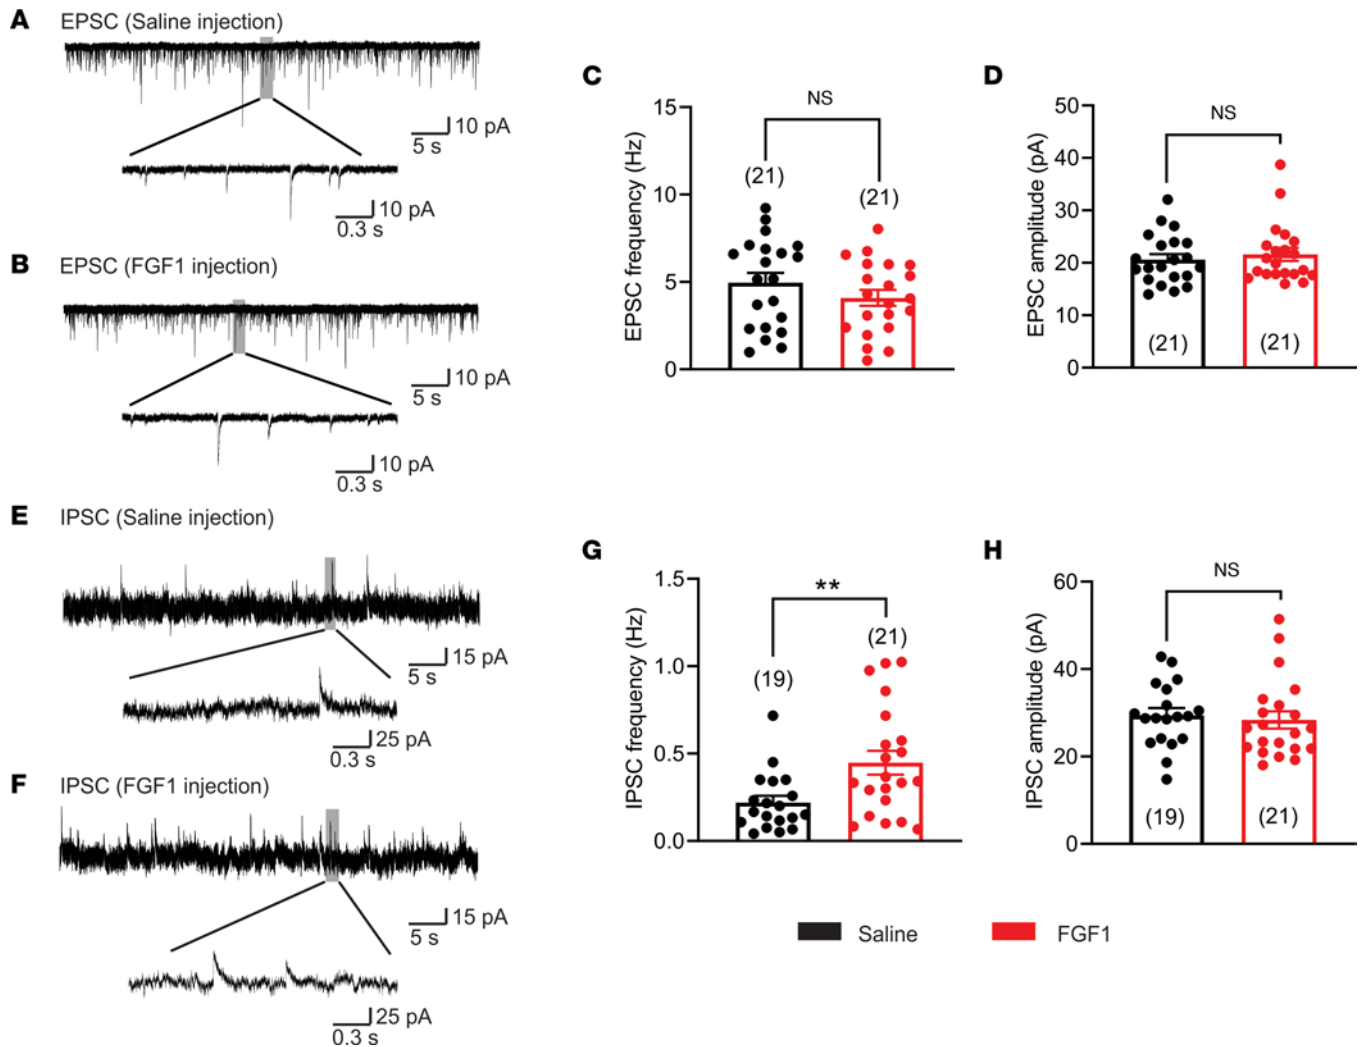 A EPSC (Saline injection)
10 pA
5 s
10 pA
0.3 s
B EPSC (FGF1 injection)
10 pA
5 s
10 pA
0.3 s
C
EPSC frequency (Hz)
15
10
5
0
NS
(21)
(21)
D
EPSC amplitude (pA)
50
40
30
20
10
0
NS
(21)
(21)
E IPSC (Saline injection)
15 pA
5 s
25 pA
0.3 s
F IPSC (FGF1 injection)
15 pA
5 s
25 pA
0.3 s
G
IPSC frequency (Hz)
1.5
1.0
0.5
0.0
**
(19)
(21)
H
IPSC amplitude (pA)
60
40
20
0
NS
(19)
(21)
Saline
FGF1